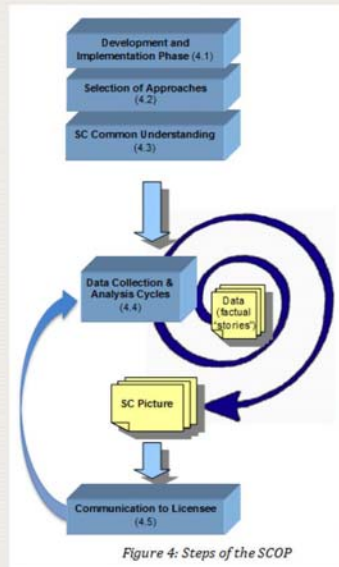 Development and
Implementation Phase (4.1)
Selection of Approaches
(4.2)
SC Common Understanding
(4.3)
Data Collection &
Analysis Cycles
(4.4)
Data
(factual
"stories")
SC Picture
Communication to Licensee
(4.5)
Figure 4: Steps of the SCOP